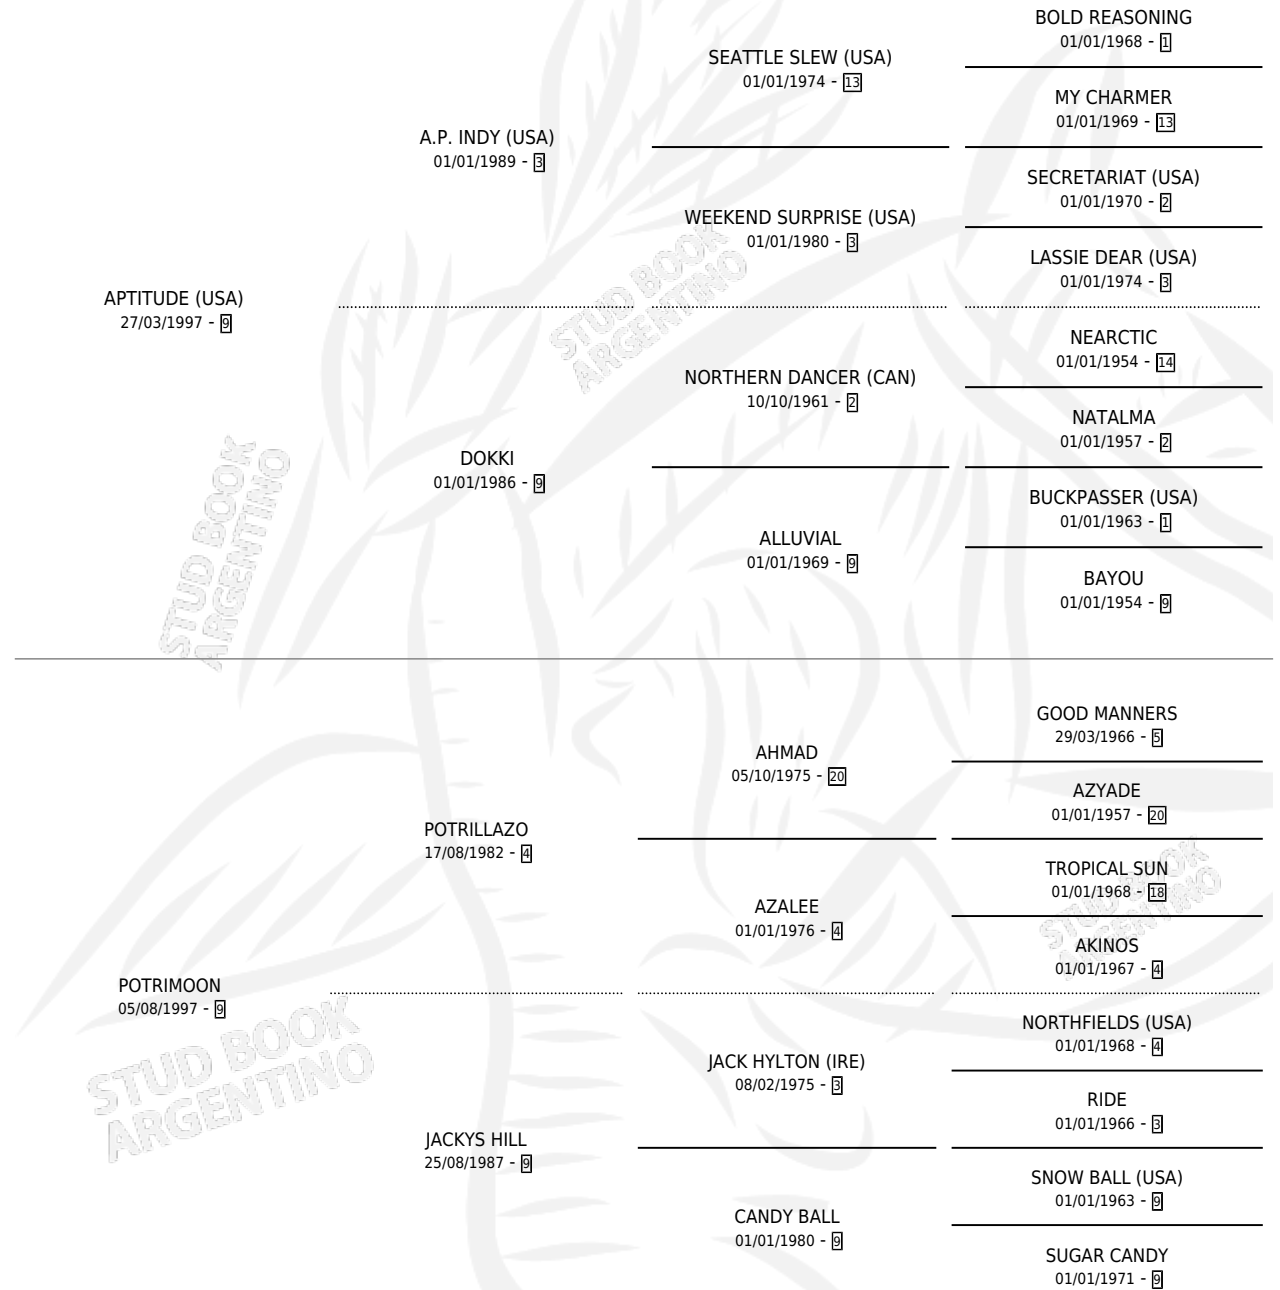 BOLD REASONING
01/01/1968 - 1
SEATTLE SLEW (USA)
01/01/1974 - 13
MY CHARMER
01/01/1969 - 13
A.P. INDY (USA)
01/01/1989 - 3
SECRETARIAT (USA)
01/01/1970 - 2
WEEKEND SURPRISE (USA)
01/01/1980 - 3
LASSIE DEAR (USA)
01/01/1974 - 3
APTITUDE (USA)
27/03/1997 - 9
NEARCTIC
01/01/1954 - 14
NORTHERN DANCER (CAN)
10/10/1961 - 2
NATALMA
01/01/1957 - 2
DOKKI
01/01/1986 - 9
BUCKPASSER (USA)
01/01/1963 - 1
ALLUVIAL
01/01/1969 - 9
BAYOU
01/01/1954 - 9
STUD BOOK
ARGENTINO
STUD BOOK
ARGENTINO
GOOD MANNERS
29/03/1966 - 5
AHMAD
05/10/1975 - 20
AZYADE
01/01/1957 - 20
POTRILLAZO
17/08/1982 - 4
TROPICAL SUN
01/01/1968 - 18
AZALEE
01/01/1976 - 4
AKINOS
01/01/1967 - 4
POTRIMOON
05/08/1997 - 9
NORTHFIELDS (USA)
01/01/1968 - 4
JACK HYLTON (IRE)
08/02/1975 - 3
RIDE
01/01/1966 - 3
JACKYS HILL
25/08/1987 - 9
SNOW BALL (USA)
01/01/1963 - 9
CANDY BALL
01/01/1980 - 9
SUGAR CANDY
01/01/1971 - 9
STUD BOOK
ARGENTINO
STUD BOOK
ARGENTINO